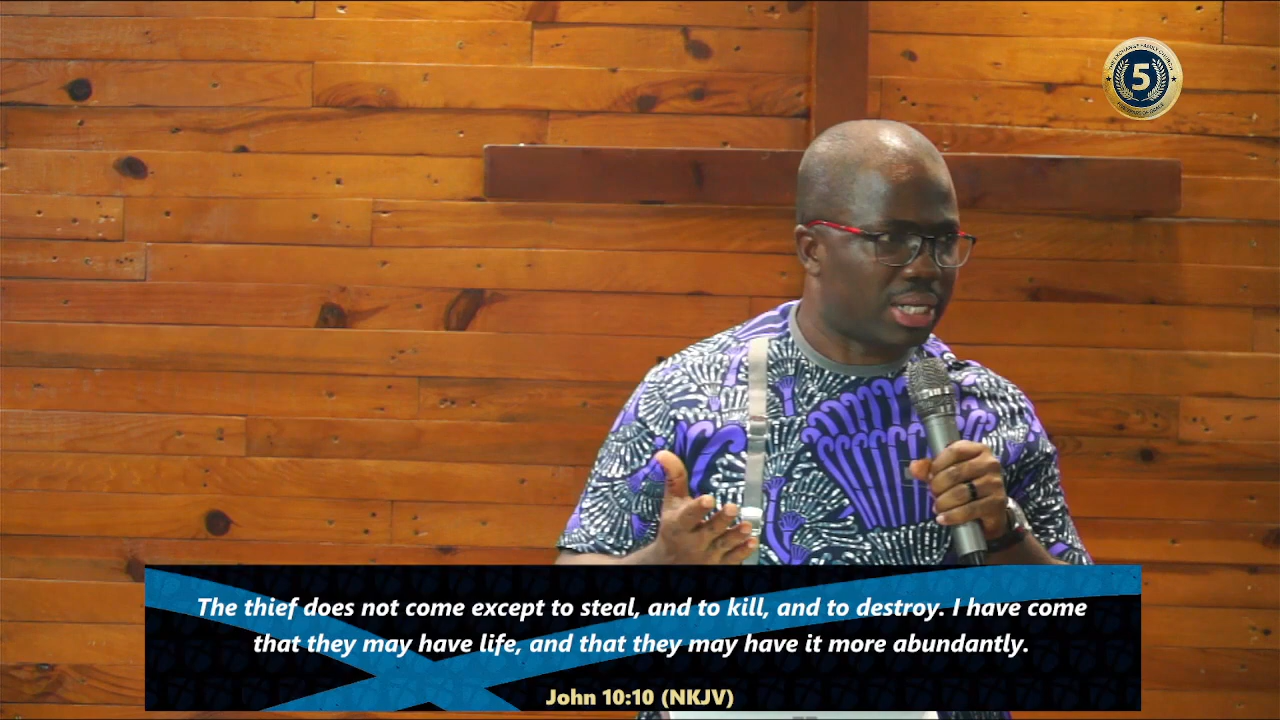 5
The thief does not come except to steal, and to kill, and to destroy. I have come
that they may have life, and that they may have it more abundantly.
John 10:10 (NKJV)